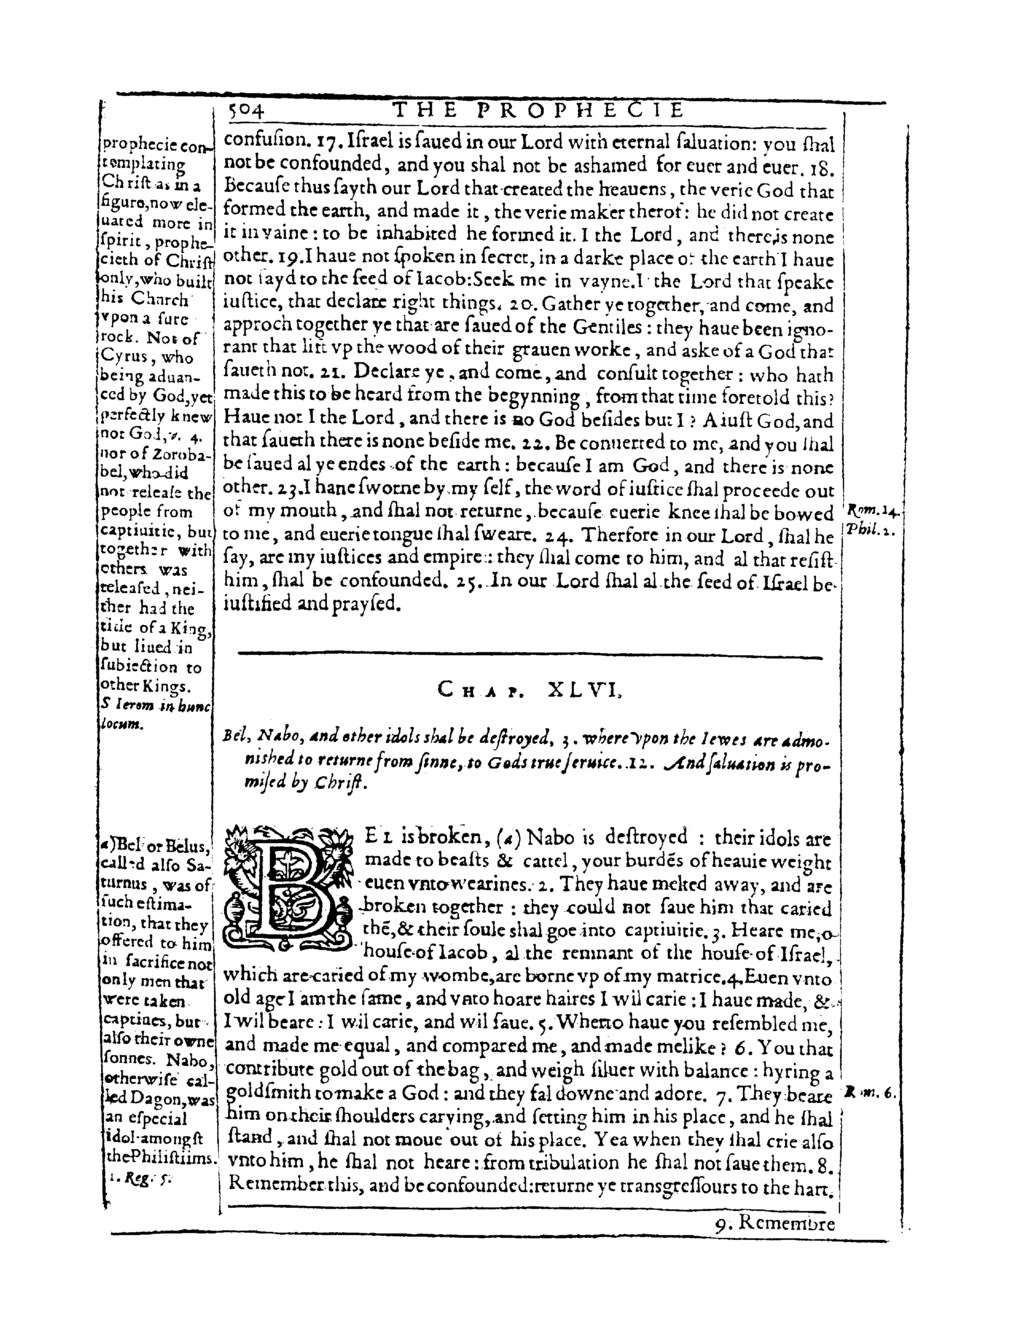 504 THE PROPHECIE
confusion. 17. Israel is saued in our Lord with eternal saluation: you shal
not be confounded, and you shal not be ashamed for euer and euer. 18.
Because thus sayth our Lord that created the heauens, the verie God that
formed the earth, and made it, the verie maker therof: he did not create
it in vaine: to be inhabited he formed it. I the Lord, and there is none
other. 19. I haue not spoken in secret, in a darke place of the earth I haue
not sayd to the seed of Iacob: Seek me in vayne. I the Lord that speake
iustice, that declare right things. 20. Gather ye together, and come, and
approch together ye that are saued of the Gentiles: they haue been igno-
rant that lift vp the wood of their grauen worke, and aske of a God that
saueth not. 21. Declare ye, and come, and consult together: who hath
made this to be heard from the begynning, from that time foretold this?
Haue not I the Lord, and there is no God besides but I? A iust God, and
that saueth there is none beside me. 22. Be conuerted to me, and you shal
be saued al ye endes of the earth: because I am God, and there is none
other. 23. I haue sworne by my self, the word of iustice shal proceede out
of my mouth, and shal not returne, because euerie knee shal be bowed
to me, and euerie tongue shal sweare. 24. Therfore in our Lord, shal he
say, are my iustices and empire: they shal come to him, and al that resist
him, shal be confounded. 25. In our Lord shal al the seed of Israel be
iustified and praysed.
prophecie con-
templating
Christ as in a
figure, now ele-
uated more in
spirit, prophe-
cieth of Christ
only, who built
his Church
vpon a sure
rock. Not of
Cyrus, who
being aduan-
ced by God, yet
perfectly knew
not God, v. 4.
nor of Zoroba-
bel, who did
not release the
people from
captiuitie, but
together with
others was
released, nei-
ther had the
title of a King,
but liued in
subiection to
other Kings.
S Ierom in hunc
locum.
Rom. 14.
Phil. 2.
CHAP. XLVI.
Bel, Nabo, and other idols shal be destroyed, 3. wherevpon the Iewes are admo-
nished to returne from sinne, to Gods true seruice. 12. And saluation is pro-
mised by Christ.
BEL is broken, (a) Nabo is destroyed: their idols are
made to beasts & cattel, your burdēs of heauie weight
euen vnto wearines. 2. They haue melted away, and are
broken together: they could not saue him that caried
thē, & their soule shal goe into captiuitie. 3. Heare me, o
house of Iacob, al the remnant of the house of Israel,
which are caried of my wombe, are borne vp of my matrice. 4. Euen vnto
old age I am the same, and vnto hoare haires I wil carie: I haue made, &
I wil beare: I wil carie, and wil saue. 5. Wherto haue you resembled me,
and made me equal, and compared me, and made me like? 6. You that
contribute gold out of the bag, and weigh siluer with balance: hyring a
goldsmith to make a God: and they fal downe and adore. 7. They beare
him on their shoulders carying, and setting him in his place, and he shal
stand, and shal not moue out of his place. Yea when they shal crie also
vnto him, he shal not heare: from tribulation he shal not saue them. 8.
Remember this, and be confounded: returne ye transgressours to the hart.
a) Bel or Belus,
called also Sa-
turnus, was of
such estima-
tion, that they
offered to him
in sacrifice not
only men that
were taken
captiues, but
also their owne
sonnes. Nabo,
otherwise cal-
led Dagon, was
an especial
idol amongst
the Philistiims.
1. Reg. 5.
6.
9. Remembre